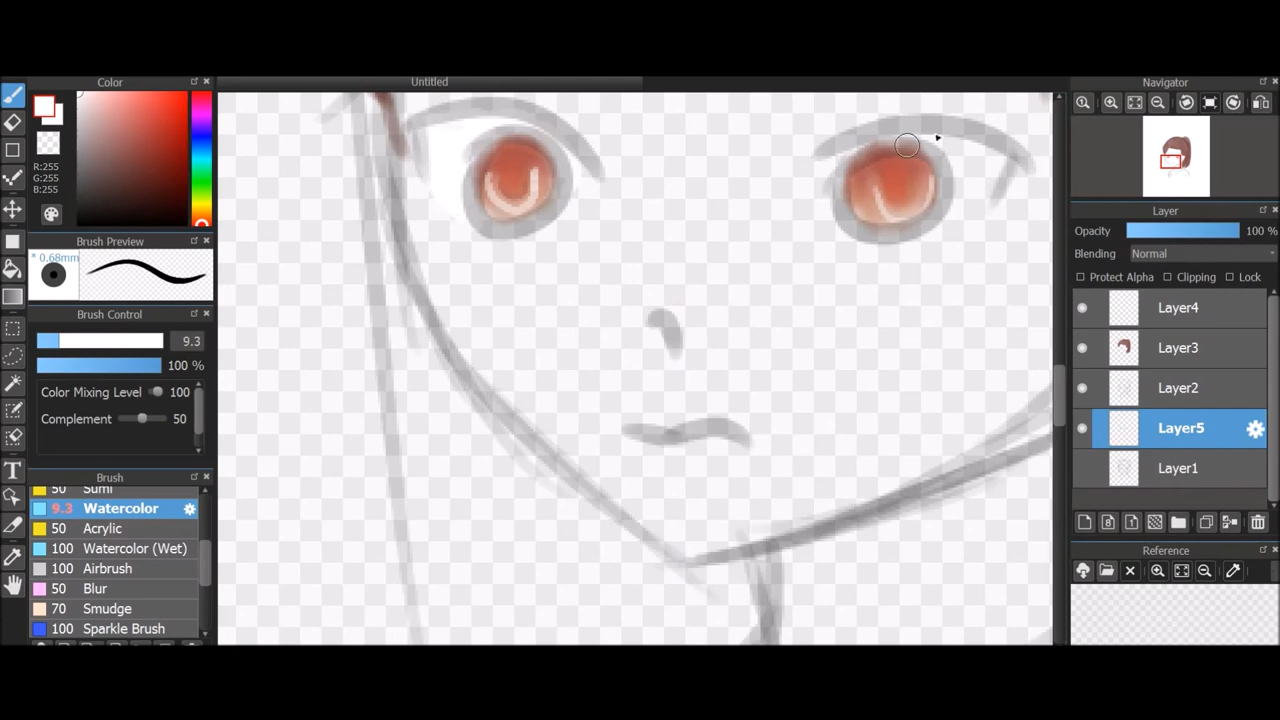 Color
Untitled
Navigator
R:255
G:255
B:255
Layer
Opacity 100 %
Brush Preview
Blending Normal
* 0.68mm
Protect Alpha Clipping Lock
Layer4
Brush Control
9.3
Layer3
100 %
Color Mixing Level 100
Layer2
Complement 50
Layer5
Layer1
Brush
50 Sumi
9.3 Watercolor
50 Acrylic
100 Watercolor (Wet)
Reference
100 Airbrush
50 Blur
70 Smudge
100 Sparkle Brush